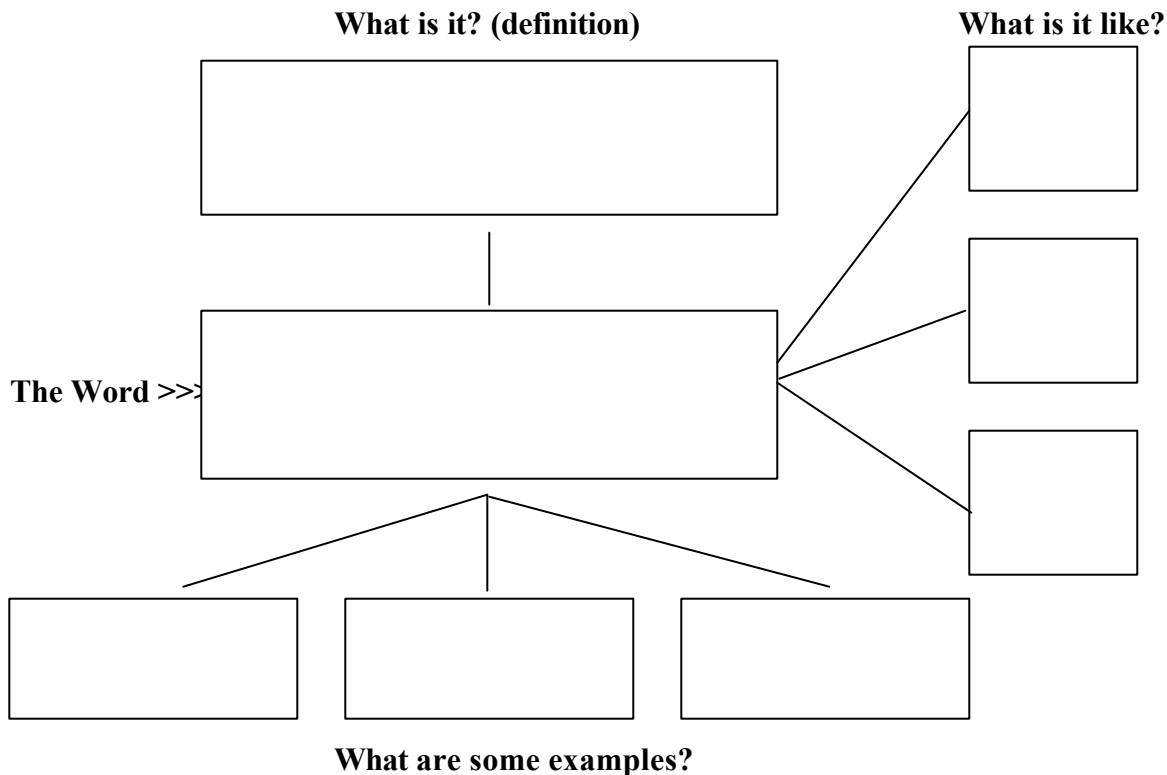 What is it? (definition)
What is it like?
The Word >>>
What are some examples?